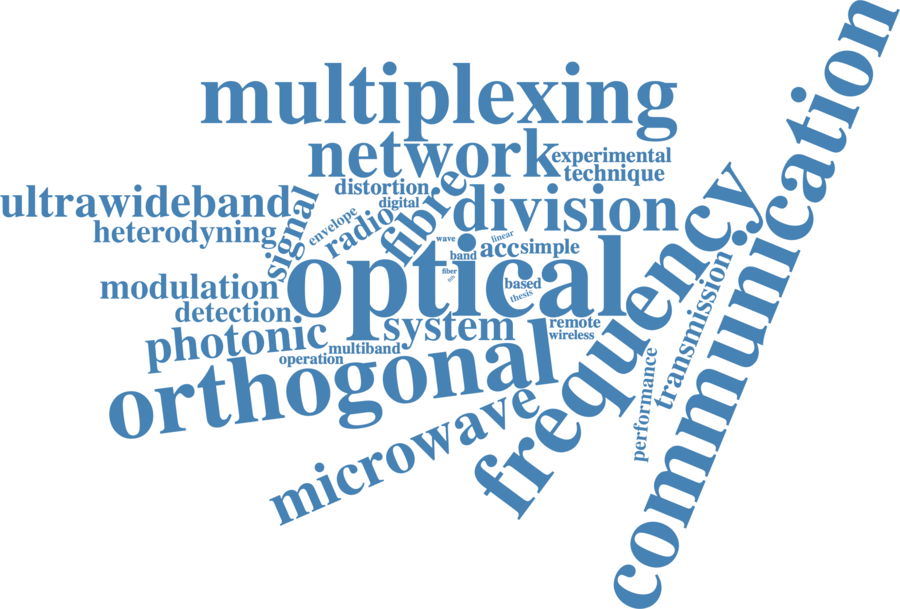 communication
multiplexing
network
experimental
technique
distortion
digital
fibre
ultrawideband
heterodyning
signal
envelope
radio
division
frequency
wave
linear
band
acc
simple
optical
fiber
based
thesis
modulation
detection
photonic
system
remote
wireless
multiband
operation
orthogonal
transmission
performance
microwave